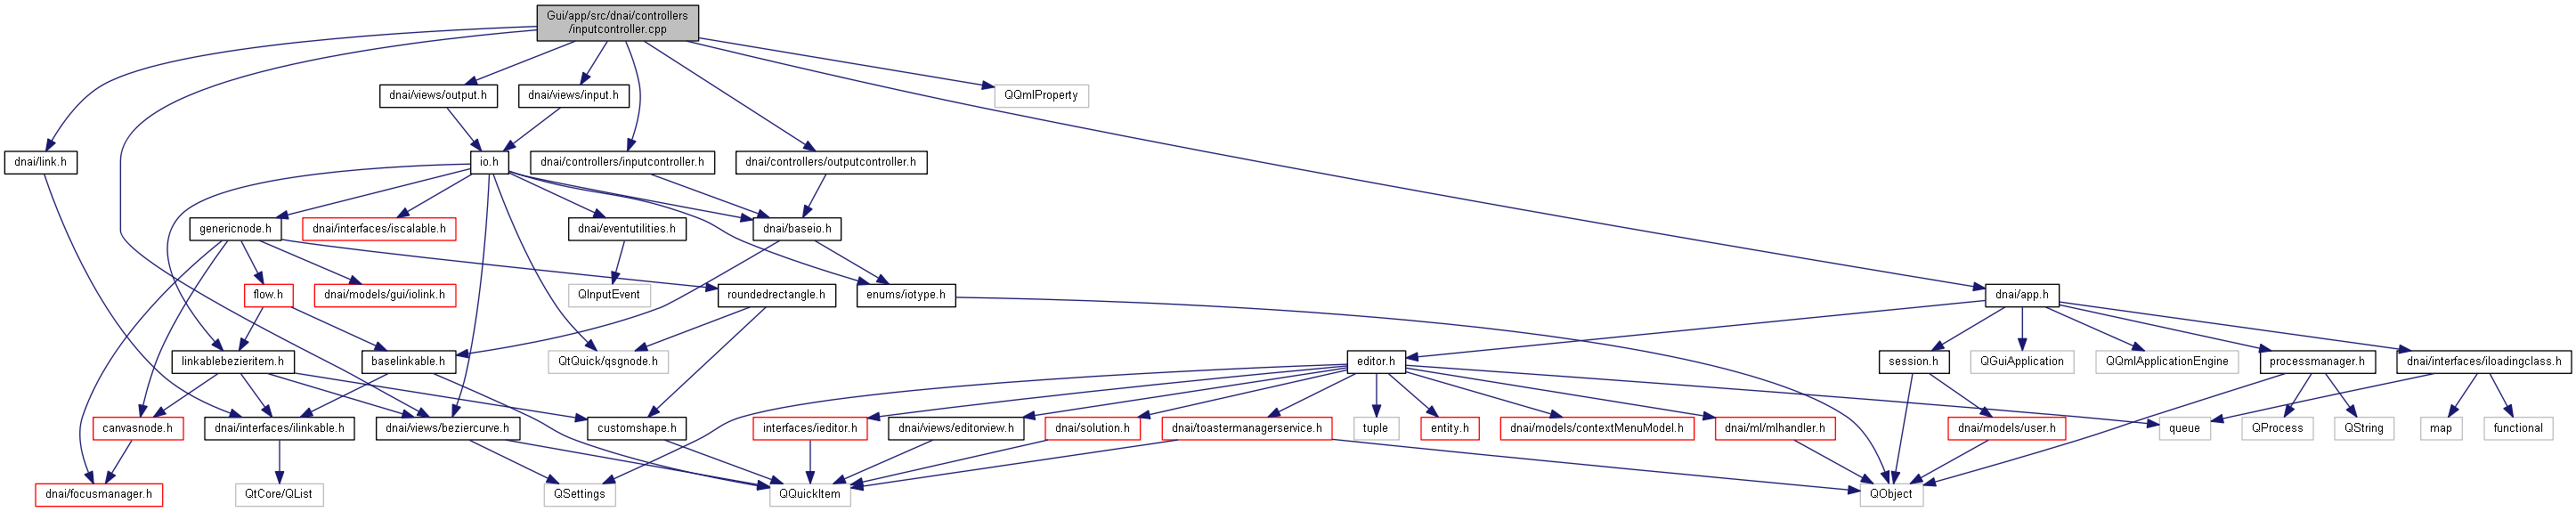 Gui/app/src/dnai/controllers
/inputcontroller.cpp
dnai/views/output.h
dnai/views/input.h
QQmlProperty
dnai/link.h
io.h
dnai/controllers/inputcontroller.h
dnai/controllers/outputcontroller.h
genericnode.h
dnai/interfaces/iscalable.h
dnai/eventutilities.h
dnai/baseio.h
flow.h
dnai/models/gui/iolink.h
QInputEvent
roundedrectangle.h
enums/iotype.h
dnai/app.h
linkablebezieritem.h
baselinkable.h
QtQuick/qsgnode.h
editor.h
session.h
QGuiApplication
QQmlApplicationEngine
processmanager.h
dnai/interfaces/iloadingclass.h
canvasnode.h
dnai/interfaces/ilinkable.h
dnai/views/beziercurve.h
customshape.h
interfaces/ieditor.h
dnai/views/editorview.h
dnai/solution.h
dnai/toastermanagerservice.h
tuple
entity.h
dnai/models/contextMenuModel.h
dnai/ml/mlhandler.h
dnai/models/user.h
queue
QProcess
QString
map
functional
dnai/focusmanager.h
QtCore/QList
QSettings
QQuickItem
QObject